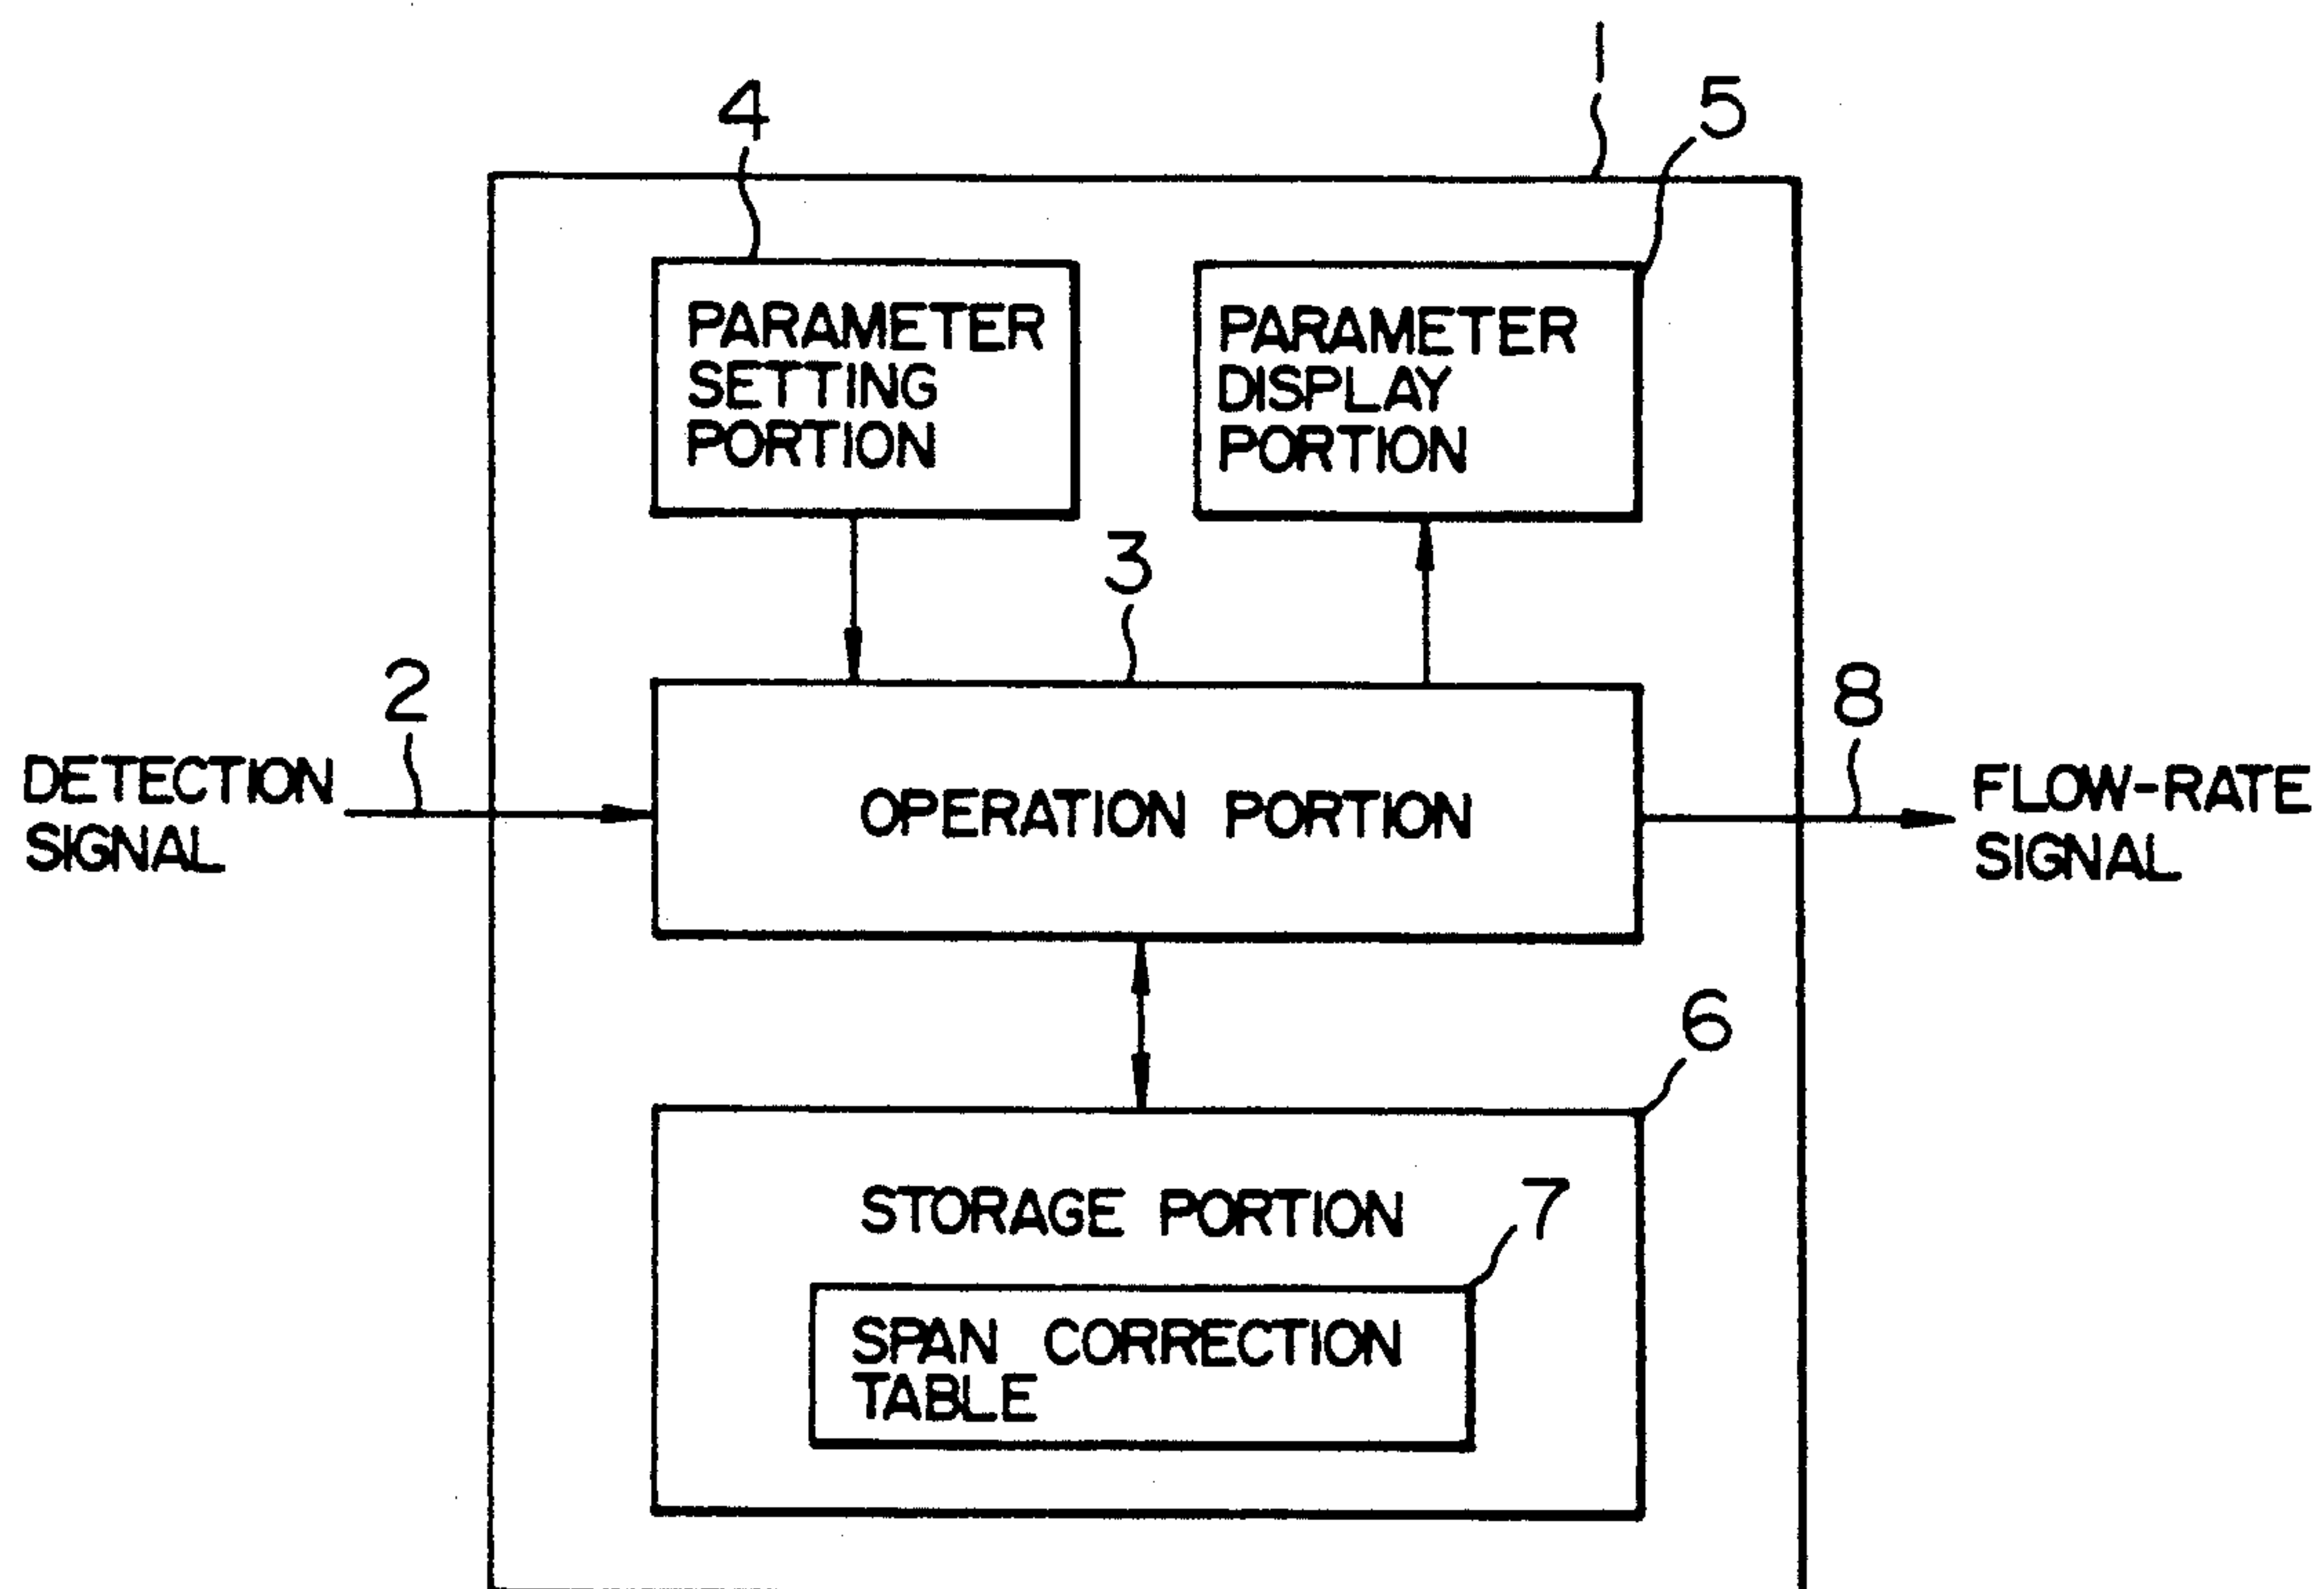 1
4
5
PARAMETER
SETTING
PORTION
PARAMETER
DISPLAY
PORTION
3
2
8
DETECTION
SIGNAL
OPERATION PORTION
FLOW-RATE
SIGNAL
6
STORAGE PORTION
7
SPAN CORRECTION
TABLE